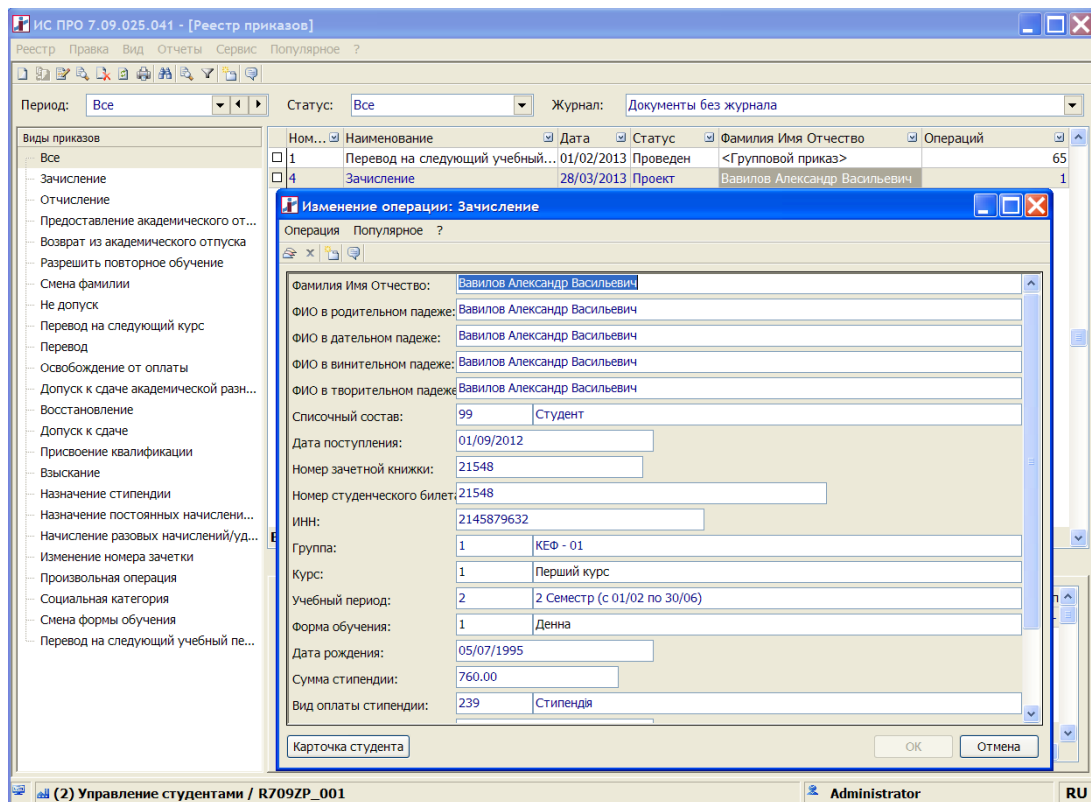 ИС ПРО 7.09.025.041 - [Реестр приказов]
Реестр Правка Вид Отчеты Сервис Популярное ?
Период: Все Статус: Все Журнал: Документы без журнала
Виды приказов
Все
Зачисление
Отчисление
Предоставление академического от...
Возврат из академического отпуска
Разрешить повторное обучение
Смена фамилии
Не допуск
Перевод на следующий курс
Перевод
Освобождение от оплаты
Допуск к сдаче академической разн...
Восстановление
Допуск к сдаче
Присвоение квалификации
Взыскание
Назначение стипендии
Назначение постоянных начислени...
Начисление разовых начислений/уд...
Изменение номера зачетки
Произвольная операция
Социальная категория
Смена формы обучения
Перевод на следующий учебный пе...
Ном... Наименование Дата Статус Фамилия Имя Отчество Операций
1 Перевод на следующий учебный... 01/02/2013 Проведен <Групповой приказ> 65
4 Зачисление 28/03/2013 Проект Вавилов Александр Васильевич 1
Изменение операции: Зачисление
Операция Популярное ?
Фамилия Имя Отчество: Вавилов Александр Васильевич
ФИО в родительном падеже: Вавилов Александр Васильевич
ФИО в дательном падеже: Вавилов Александр Васильевич
ФИО в винительном падеже: Вавилов Александр Васильевич
ФИО в творительном падеже Вавилов Александр Васильевич
Списочный состав: 99 Студент
Дата поступления: 01/09/2012
Номер зачетной книжки: 21548
Номер студенческого билета 21548
ИНН: 2145879632
Группа: 1 КЕФ - 01
Курс: 1 Перший курс
Учебный период: 2 2 Семестр (с 01/02 по 30/06)
Форма обучения: 1 Денна
Дата рождения: 05/07/1995
Сумма стипендии: 760.00
Вид оплаты стипендии: 239 Стипендія
Карточка студента ОК Отмена
(2) Управление студентами / R709ZP_001 Administrator RU